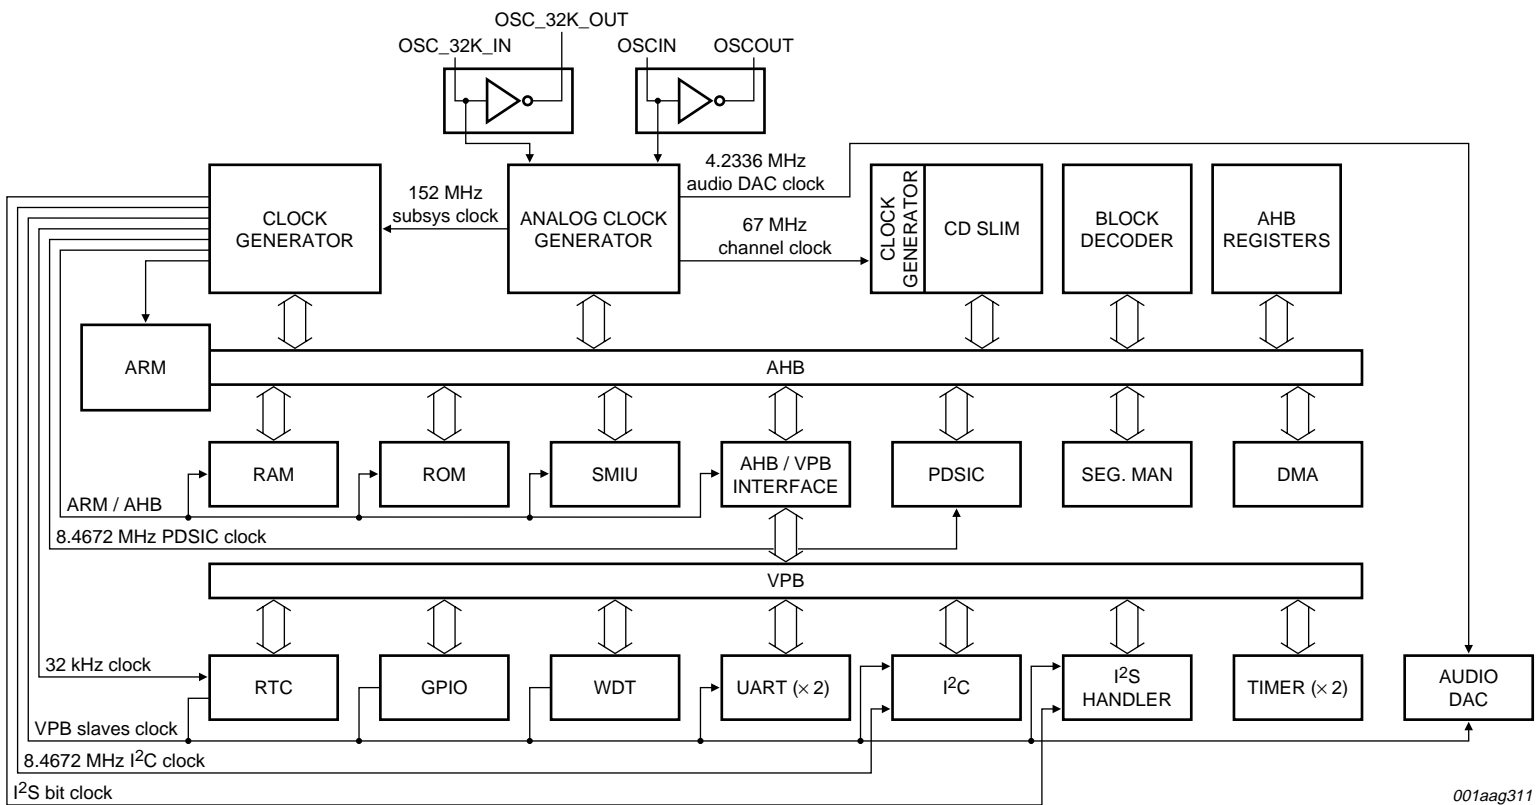 OSC_32K_OUT
OSC_32K_IN
OSCIN
OSCOUT
4.2336 MHz
audio DAC clock
152 MHz
subsys clock
67 MHz
channel clock
CLOCK
GENERATOR
ANALOG CLOCK
GENERATOR
CLOCK
GENERATOR
CD SLIM
BLOCK
DECODER
AHB
REGISTERS
ARM
AHB
RAM
ROM
SMIU
AHB / VPB
INTERFACE
PDSIC
SEG. MAN
DMA
ARM / AHB
8.4672 MHz PDSIC clock
VPB
32 kHz clock
RTC
GPIO
WDT
UART (× 2)
I²C
I²S
HANDLER
TIMER (× 2)
AUDIO
DAC
VPB slaves clock
8.4672 MHz I²C clock
I²S bit clock
001aag311